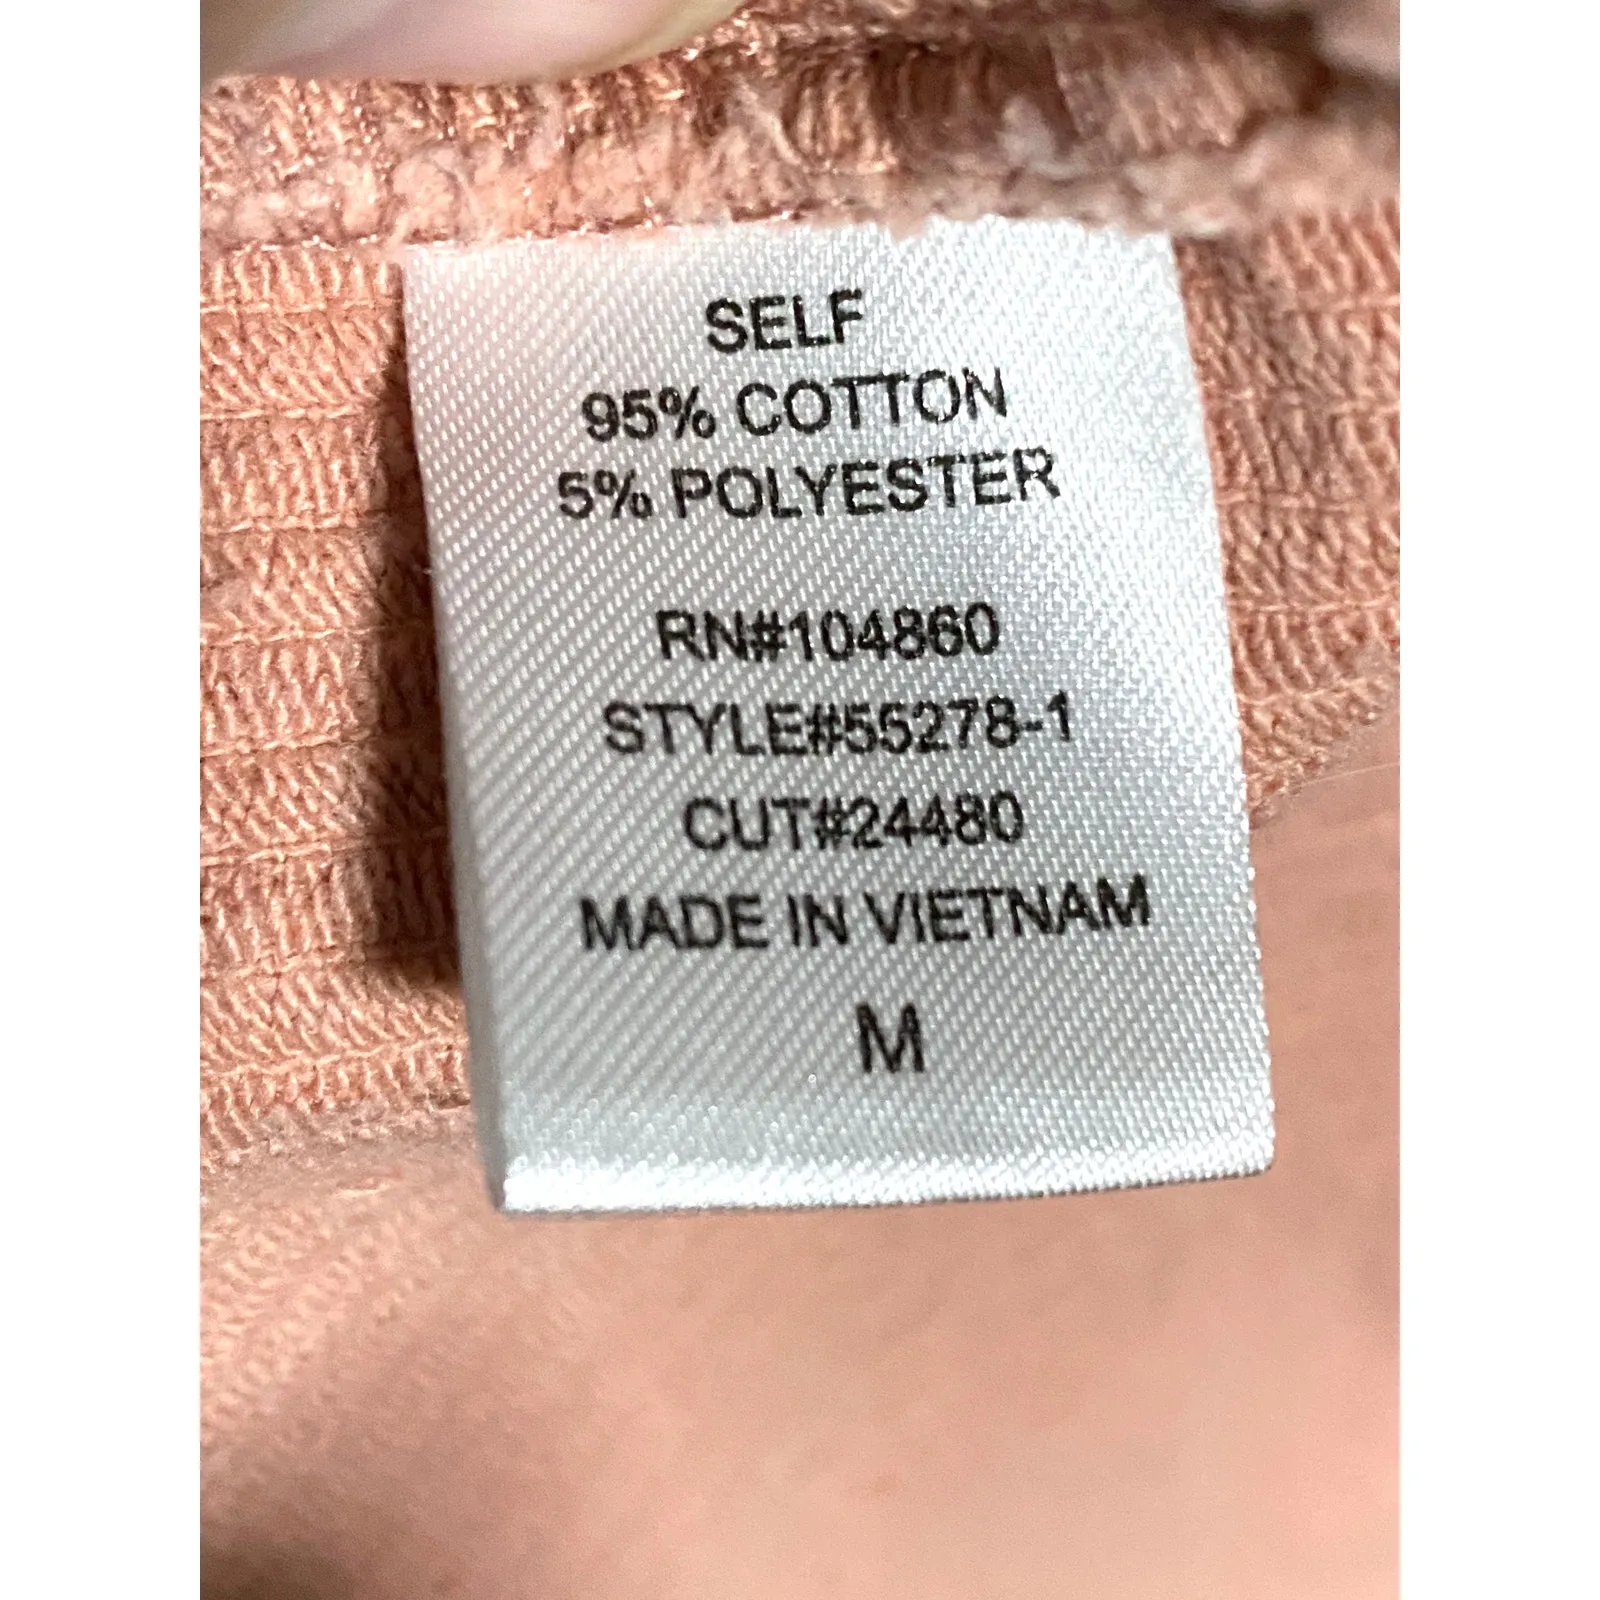 SELF
95% COTTON
5% POLYESTER
RN#104860
STYLE#55278-1
CUT#24480
MADE IN VIETNAM
M